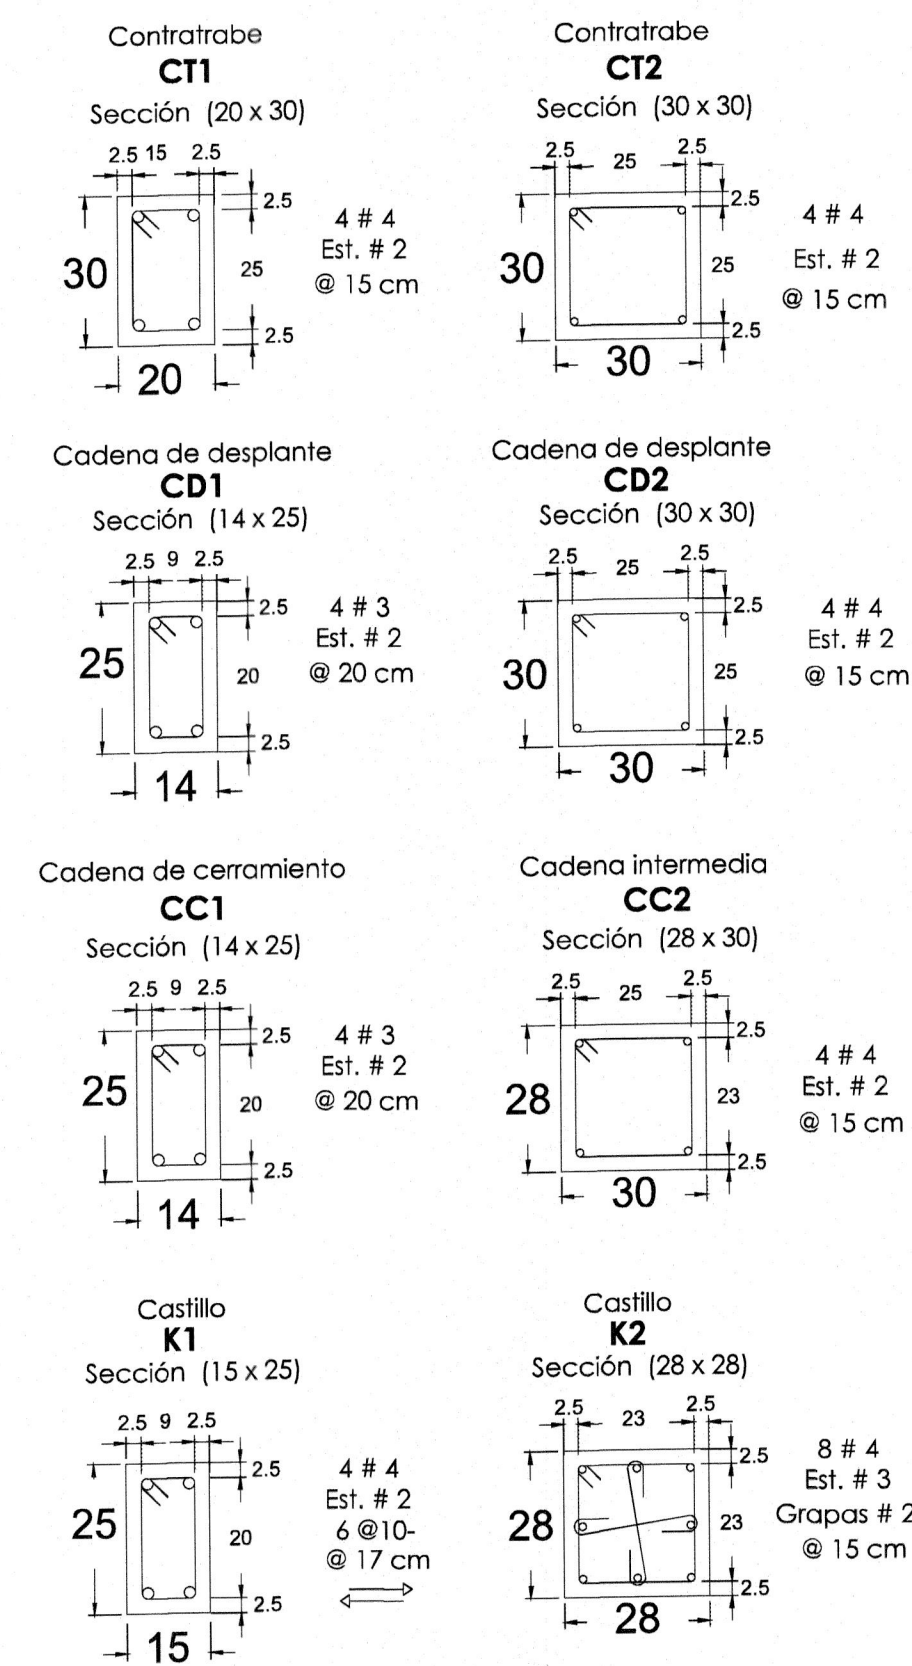 Contratrabe
CT1
Sección (20 x 30)
2.5 15 2.5
2.5
30
25
2.5
20
4 # 4
Est. # 2
@ 15 cm
Contratrabe
CT2
Sección (30 x 30)
2.5 25 2.5
2.5
30
25
2.5
30
4 # 4
Est. # 2
@ 15 cm
Cadena de desplante
CD1
Sección (14 x 25)
2.5 9 2.5
2.5
25
20
2.5
14
4 # 3
Est. # 2
@ 20 cm
Cadena de desplante
CD2
Sección (30 x 30)
2.5 25 2.5
2.5
30
25
2.5
30
4 # 4
Est. # 2
@ 15 cm
Cadena de cerramiento
CC1
Sección (14 x 25)
2.5 9 2.5
2.5
25
20
2.5
14
4 # 3
Est. # 2
@ 20 cm
Cadena intermedia
CC2
Sección (28 x 30)
2.5 25 2.5
2.5
28
23
2.5
30
4 # 4
Est. # 2
@ 15 cm
Castillo
K1
Sección (15 x 25)
2.5 9 2.5
2.5
25
20
2.5
15
4 # 4
Est. # 2
6 @10-
@ 17 cm
Castillo
K2
Sección (28 x 28)
2.5 23 2.5
2.5
28
23
2.5
28
8 # 4
Est. # 3
Grapas # 2
@ 15 cm